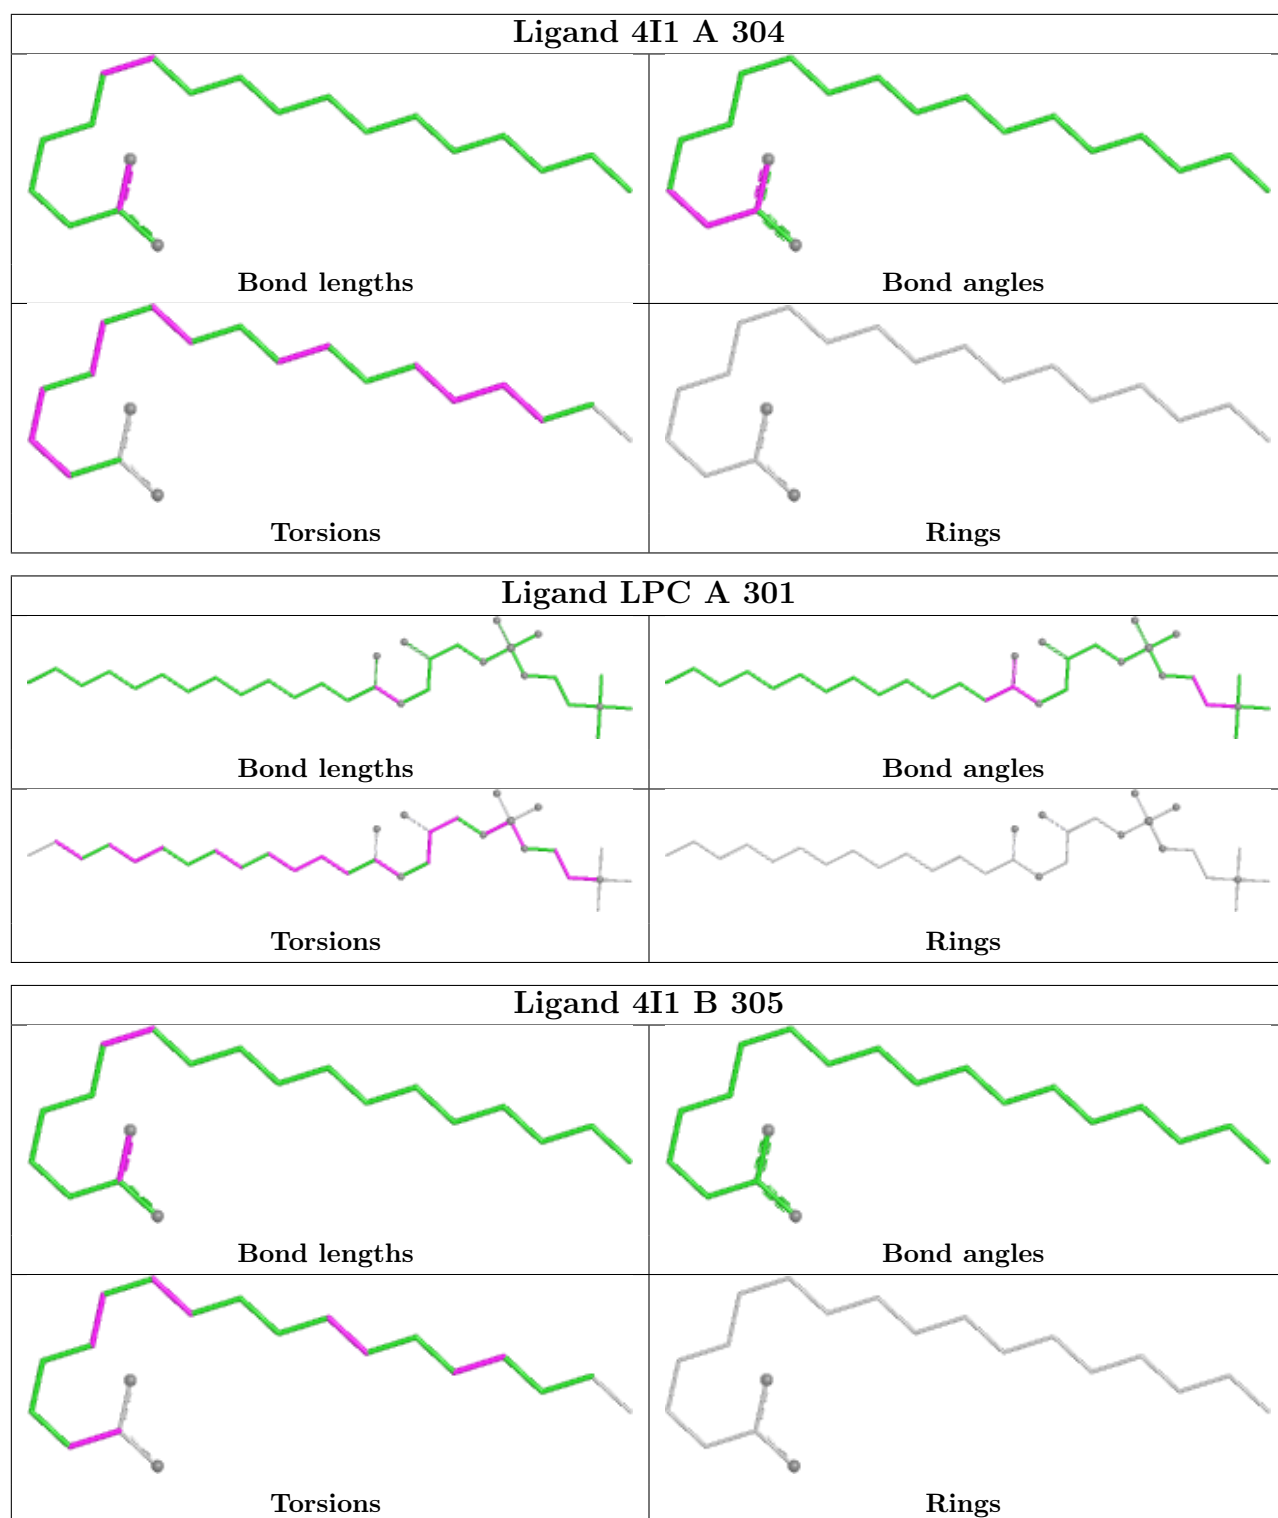 Ligand 4I1 A 304
Bond lengths
Bond angles
Torsions
Rings
Ligand LPC A 301
Bond lengths
Bond angles
Torsions
Rings
Ligand 4I1 B 305
Bond lengths
Bond angles
Torsions
Rings